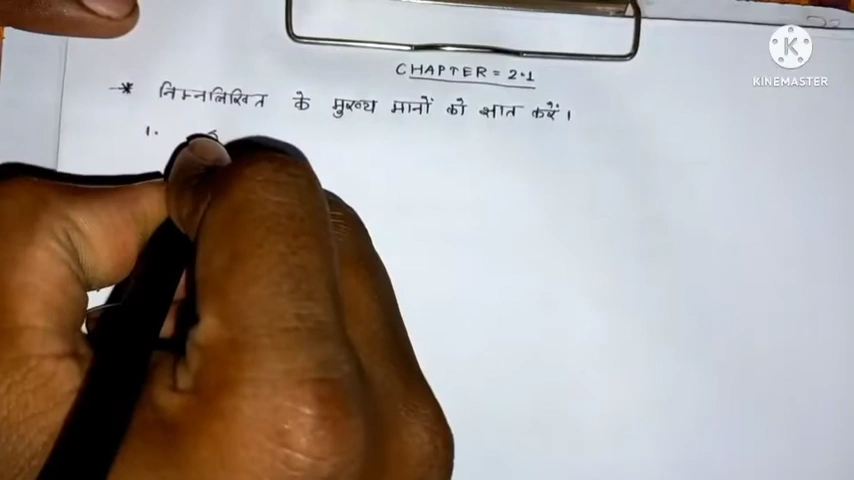 CHAPTER = 2.1
→* निम्नलिखित के मुख्य मानों को ज्ञात करें।
1.
KINEMASTER